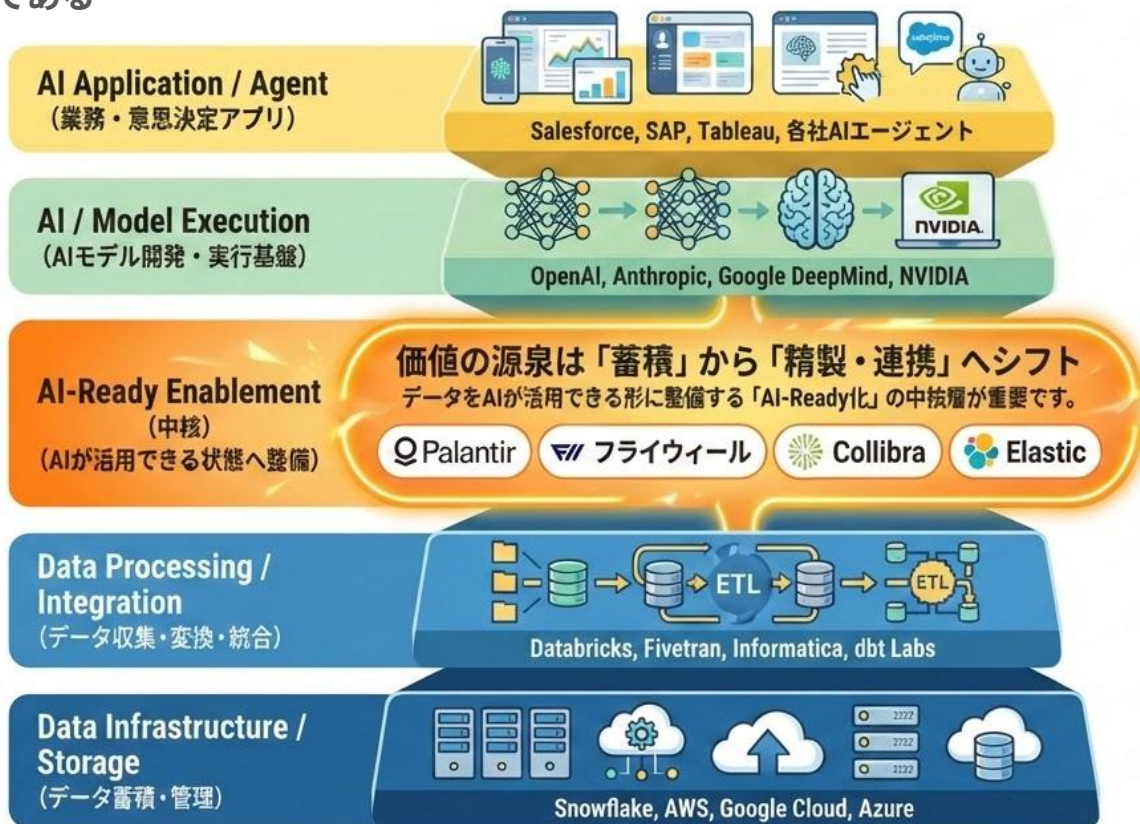 である
AI Application / Agent
（業務・意思決定アプリ）
Salesforce, SAP, Tableau, 各社AIエージェント
AI / Model Execution
（AIモデル開発・実行基盤）
NVIDIA.
OpenAI, Anthropic, Google DeepMind, NVIDIA
AI-Ready Enablement
（中核）
（AIが活用できる状態へ整備）
価値の源泉は「蓄積」から「精製・連携」へシフト
データをAIが活用できる形に整備する「AI-Ready化」の中核層が重要です。
Palantir
フライウィール
Collibra
Elastic
Data Processing /
Integration
（データ収集・変換・統合）
ETL
ETL
Databricks, Fivetran, Informatica, dbt Labs
Data Infrastructure /
Storage
（データ蓄積・管理）
2722
2722
2122
Snowflake, AWS, Google Cloud, Azure